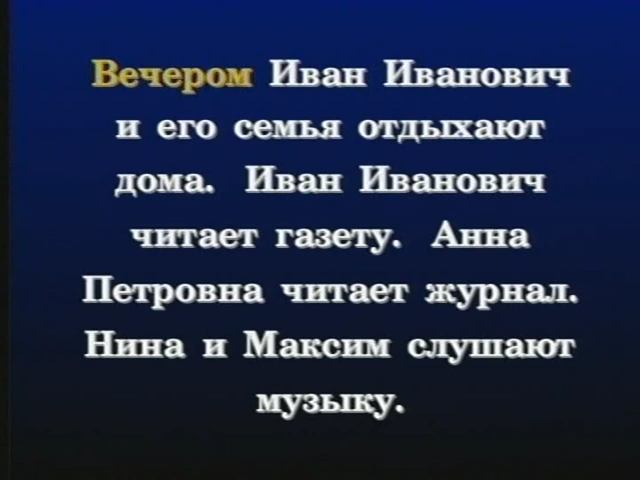 Вечером Иван Иванович
и его семья отдыхают
дома. Иван Иванович
читает газету. Анна
Петровна читает журнал.
Нина и Максим слушают
музыку.